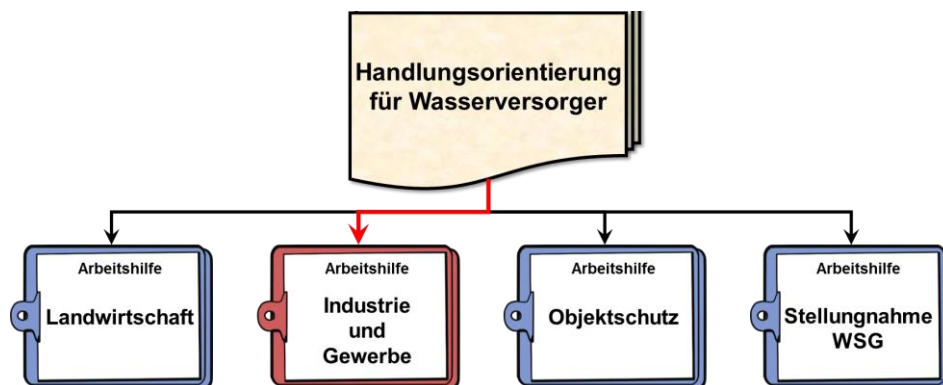 Handlungsorientierung
für Wasserversorger
Arbeitshilfe
Landwirtschaft
Arbeitshilfe
Industrie
und
Gewerbe
Arbeitshilfe
Objektschutz
Arbeitshilfe
Stellungnahme
WSG